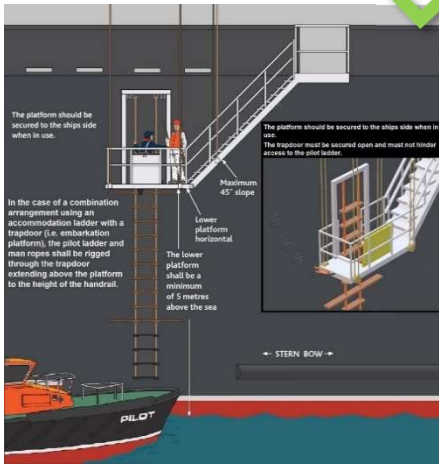 The platform should be
secured to the ships side
when in use.
The platform should be secured to the ships side when in
use.
The trapdoor must be secured open and must not hinder
access to the pilot ladder.
Maximum
45° slope
In the case of a combination
arrangement using an
accommodation ladder with a
trapdoor (i.e. embarkation
platform), the pilot ladder and
man ropes shall be rigged
through the trapdoor
extending above the platform
to the height of the handrail.
Lower
platform
horizontal
The lower
platform
shall be a
minimum
of 5 metres
above the sea
← STERN BOW →
PILOT